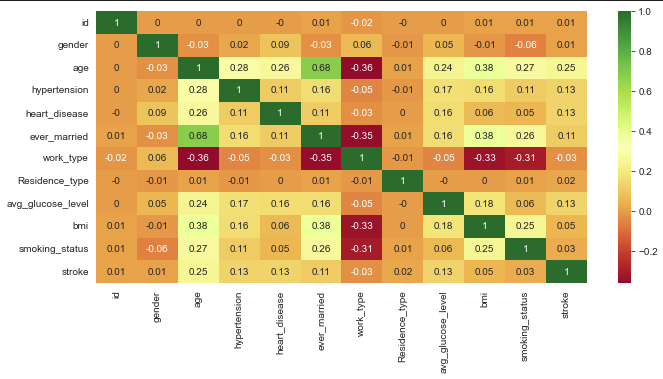 id 1 0 0 0 -0 0.01 -0.02 -0 0 0.01 0.01 0.01
gender 0 1 -0.03 0.02 0.09 -0.03 0.06 -0.01 0.05 -0.01 -0.06 0.01
age 0 -0.03 1 0.28 0.26 0.68 -0.36 0.01 0.24 0.38 0.27 0.25
hypertension 0 0.02 0.28 1 0.11 0.16 -0.05 -0.01 0.17 0.16 0.11 0.13
heart_disease -0 0.09 0.26 0.11 1 0.11 -0.03 0 0.16 0.06 0.05 0.13
ever_married 0.01 -0.03 0.68 0.16 0.11 1 -0.35 0.01 0.16 0.38 0.26 0.11
work_type -0.02 0.06 -0.36 -0.05 -0.03 -0.35 1 -0.01 -0.05 -0.33 -0.31 -0.03
Residence_type -0 -0.01 0.01 -0.01 0 0.01 -0.01 1 -0 0 0.01 0.02
avg_glucose_level 0 0.05 0.24 0.17 0.16 0.16 -0.05 -0 1 0.18 0.06 0.13
bmi 0.01 -0.01 0.38 0.16 0.06 0.38 -0.33 0 0.18 1 0.25 0.05
smoking_status 0.01 -0.06 0.27 0.11 0.05 0.26 -0.31 0.01 0.06 0.25 1 0.03
stroke 0.01 0.01 0.25 0.13 0.13 0.11 -0.03 0.02 0.13 0.05 0.03 1
id
gender
age
hypertension
heart_disease
ever_married
work_type
Residence_type
avg_glucose_level
bmi
smoking_status
stroke
1.0
0.8
0.6
0.4
0.2
0.0
−0.2